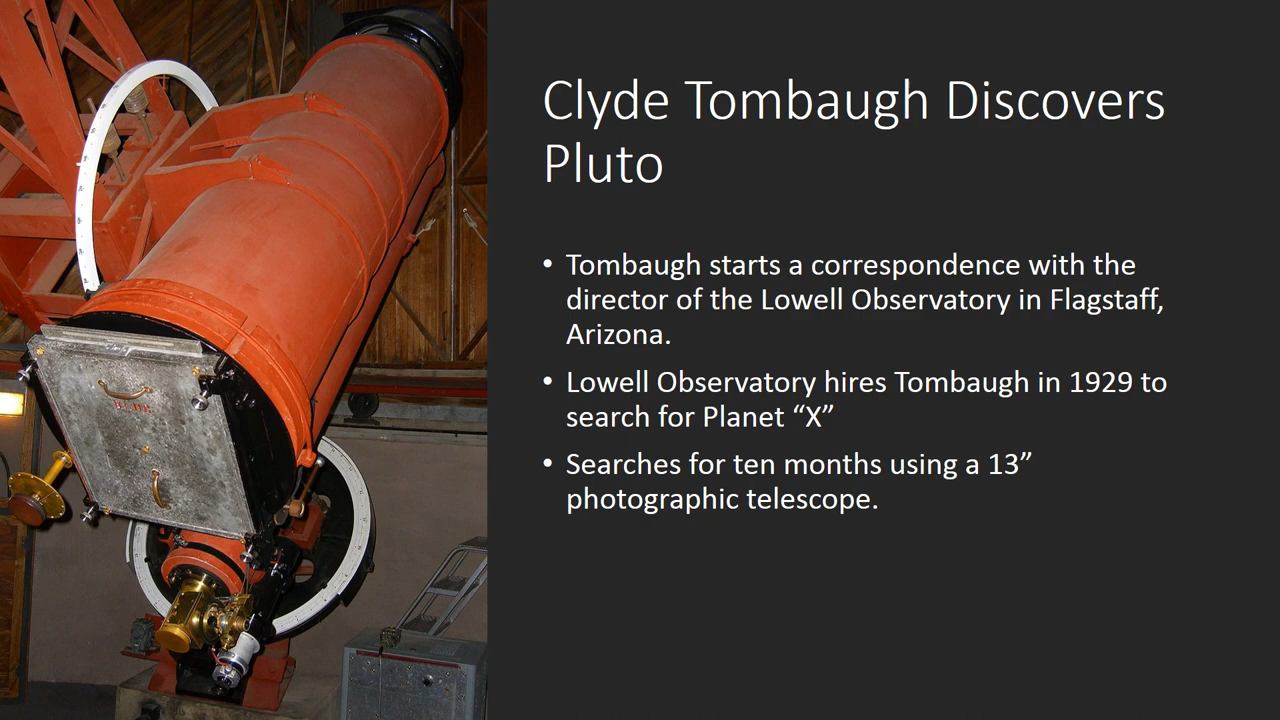 Clyde Tombaugh Discovers
Pluto
• Tombaugh starts a correspondence with the
director of the Lowell Observatory in Flagstaff,
Arizona.
• Lowell Observatory hires Tombaugh in 1929 to
search for Planet “X”
• Searches for ten months using a 13”
photographic telescope.